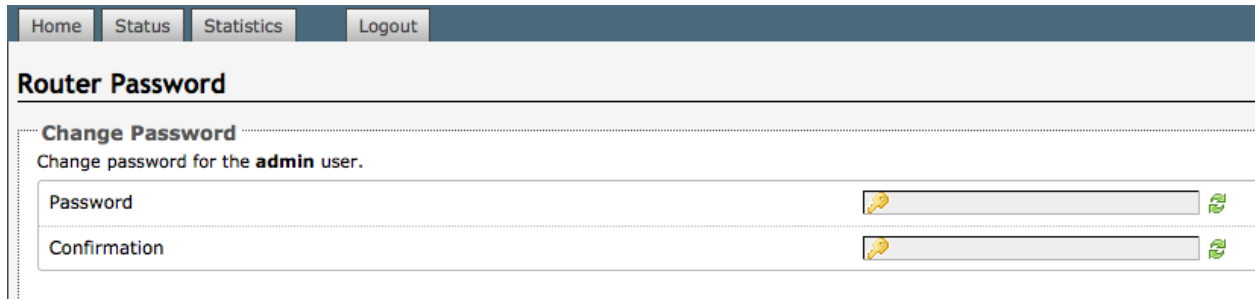 Home Status Statistics Logout
Router Password
Change Password
Change password for the admin user.
Password
Confirmation